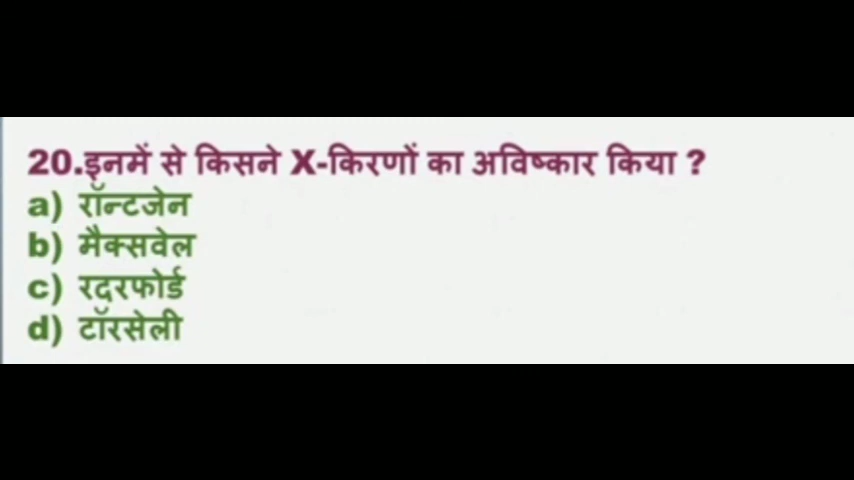 20.इनमें से किसने X-किरणों का अविष्कार किया ?
a) रॉन्टजेन
b) मैक्सवेल
c) रदरफोर्ड
d) टॉरसेली